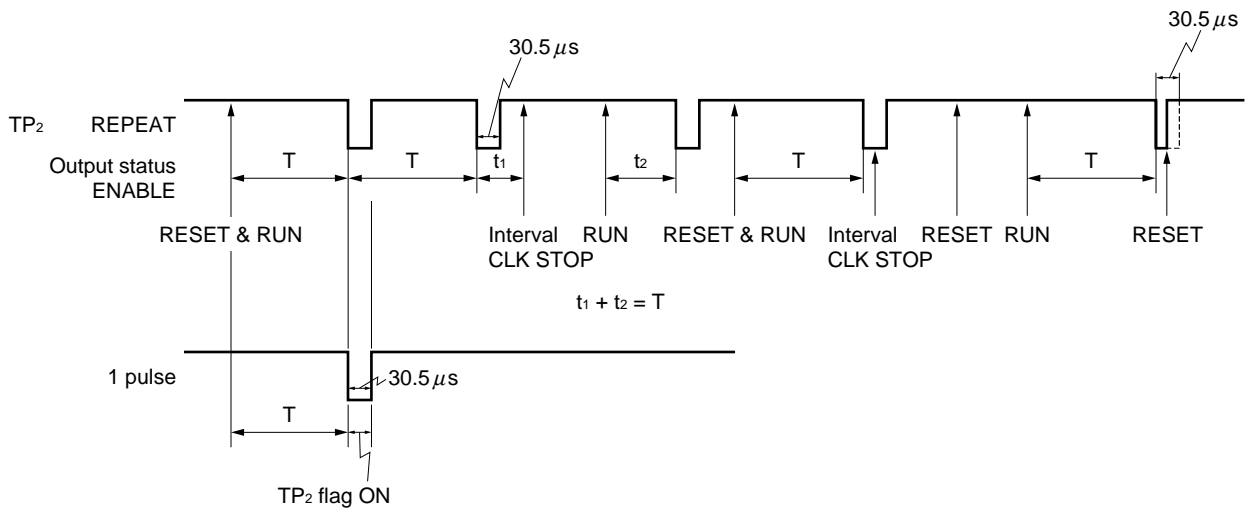 30.5 μs
30.5 μs
TP2 REPEAT
Output status
ENABLE
T
T
t1
t2
T
T
RESET & RUN
Interval
CLK STOP
RUN
RESET & RUN
Interval
CLK STOP
RESET
RUN
RESET
t1 + t2 = T
1 pulse
30.5 μs
T
TP2 flag ON